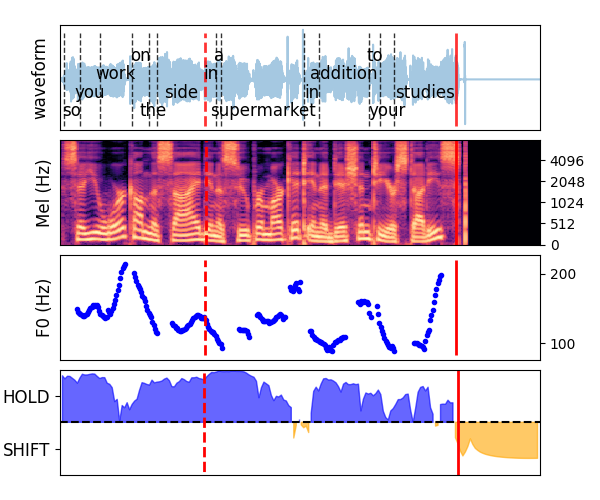 waveform
on a to
work in addition
you side in studies
so the supermarket your
Mel (Hz)
4096
2048
1024
512
0
F0 (Hz)
200
100
HOLD
SHIFT